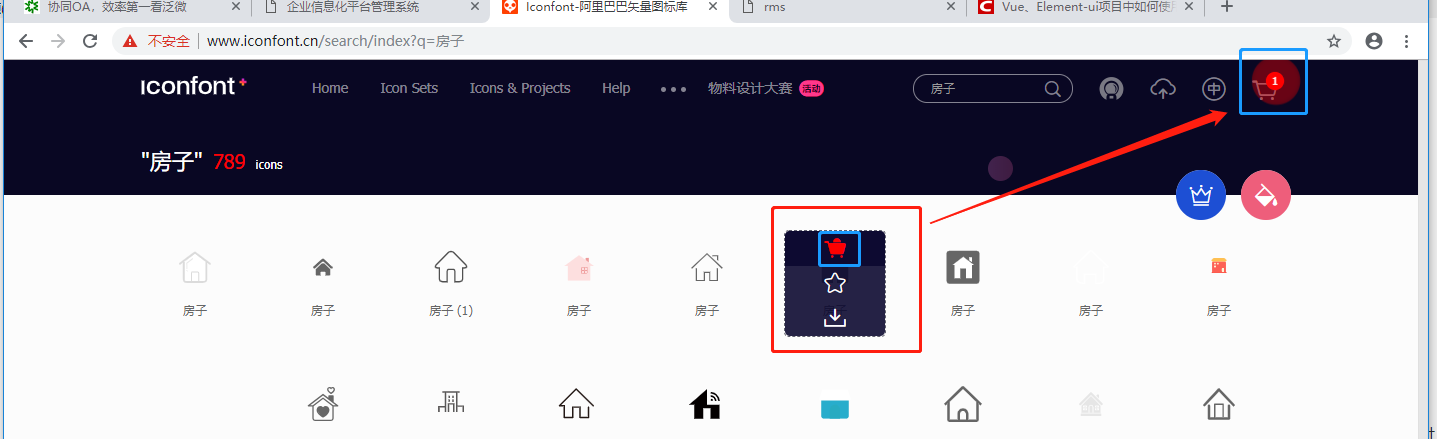 协同OA，效率第一看泛微
企业信息化平台管理系统
Iconfont-阿里巴巴矢量图标库
rms
Vue、Element-ui项目中如何使用
不安全 | www.iconfont.cn/search/index?q=房子
iconfont+
Home Icon Sets Icons & Projects Help 物料设计大赛 活动 房子 中 1
"房子" 789 icons
房子 房子 房子 (1) 房子 房子 房子 房子 房子